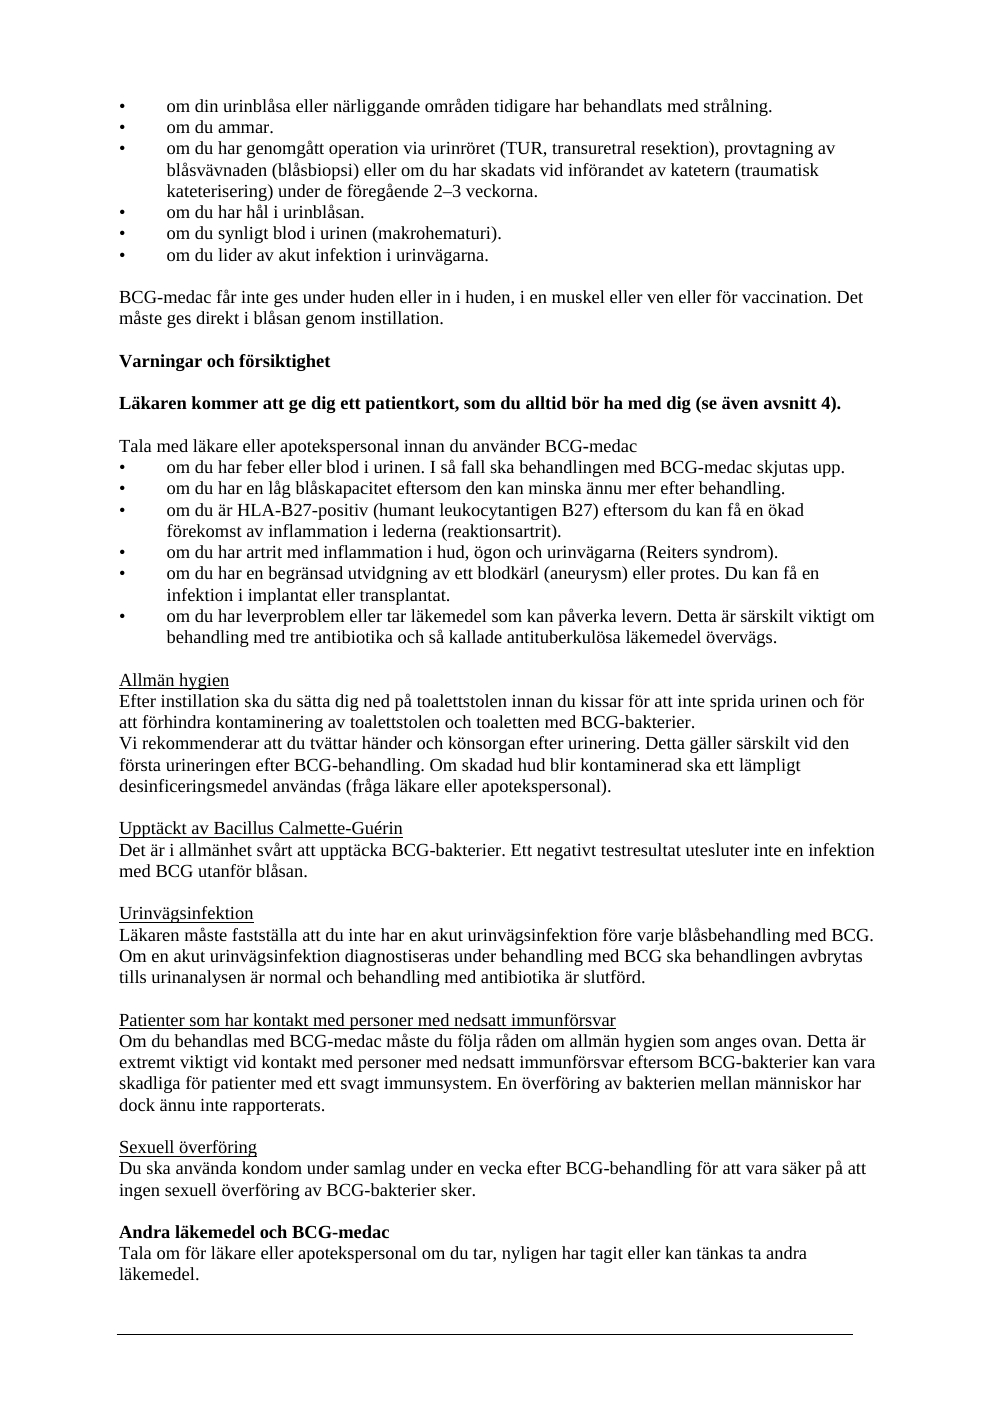 • om din urinblåsa eller närliggande områden tidigare har behandlats med strålning.
• om du ammar.
• om du har genomgått operation via urinröret (TUR, transuretral resektion), provtagning av
blåsvävnaden (blåsbiopsi) eller om du har skadats vid införandet av katetern (traumatisk
kateterisering) under de föregående 2–3 veckorna.
• om du har hål i urinblåsan.
• om du synligt blod i urinen (makrohematuri).
• om du lider av akut infektion i urinvägarna.
BCG-medac får inte ges under huden eller in i huden, i en muskel eller ven eller för vaccination. Det
måste ges direkt i blåsan genom instillation.
Varningar och försiktighet
Läkaren kommer att ge dig ett patientkort, som du alltid bör ha med dig (se även avsnitt 4).
Tala med läkare eller apotekspersonal innan du använder BCG-medac
• om du har feber eller blod i urinen. I så fall ska behandlingen med BCG-medac skjutas upp.
• om du har en låg blåskapacitet eftersom den kan minska ännu mer efter behandling.
• om du är HLA-B27-positiv (humant leukocytantigen B27) eftersom du kan få en ökad
förekomst av inflammation i lederna (reaktionsartrit).
• om du har artrit med inflammation i hud, ögon och urinvägarna (Reiters syndrom).
• om du har en begränsad utvidgning av ett blodkärl (aneurysm) eller protes. Du kan få en
infektion i implantat eller transplantat.
• om du har leverproblem eller tar läkemedel som kan påverka levern. Detta är särskilt viktigt om
behandling med tre antibiotika och så kallade antituberkulösa läkemedel övervägs.
Allmän hygien
Efter instillation ska du sätta dig ned på toalettstolen innan du kissar för att inte sprida urinen och för
att förhindra kontaminering av toalettstolen och toaletten med BCG-bakterier.
Vi rekommenderar att du tvättar händer och könsorgan efter urinering. Detta gäller särskilt vid den
första urineringen efter BCG-behandling. Om skadad hud blir kontaminerad ska ett lämpligt
desinficeringsmedel användas (fråga läkare eller apotekspersonal).
Upptäckt av Bacillus Calmette-Guérin
Det är i allmänhet svårt att upptäcka BCG-bakterier. Ett negativt testresultat utesluter inte en infektion
med BCG utanför blåsan.
Urinvägsinfektion
Läkaren måste fastställa att du inte har en akut urinvägsinfektion före varje blåsbehandling med BCG.
Om en akut urinvägsinfektion diagnostiseras under behandling med BCG ska behandlingen avbrytas
tills urinanalysen är normal och behandling med antibiotika är slutförd.
Patienter som har kontakt med personer med nedsatt immunförsvar
Om du behandlas med BCG-medac måste du följa råden om allmän hygien som anges ovan. Detta är
extremt viktigt vid kontakt med personer med nedsatt immunförsvar eftersom BCG-bakterier kan vara
skadliga för patienter med ett svagt immunsystem. En överföring av bakterien mellan människor har
dock ännu inte rapporterats.
Sexuell överföring
Du ska använda kondom under samlag under en vecka efter BCG-behandling för att vara säker på att
ingen sexuell överföring av BCG-bakterier sker.
Andra läkemedel och BCG-medac
Tala om för läkare eller apotekspersonal om du tar, nyligen har tagit eller kan tänkas ta andra
läkemedel.